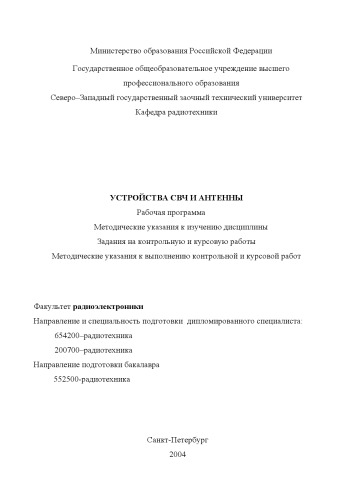 Министерство образования Российской Федерации
Государственное общеобразовательное учреждение высшего
профессионального образования
Северо–Западный государственный заочный технический университет
Кафедра радиотехники
УСТРОЙСТВА СВЧ И АНТЕННЫ
Рабочая программа
Методические указания к изучению дисциплины
Задания на контрольную и курсовую работы
Методические указания к выполнению контрольной и курсовой работ
Факультет радиоэлектроники
Направление и специальность подготовки дипломированного специалиста:
654200–радиотехника
200700–радиотехника
Направление подготовки бакалавра
552500-радиотехника
Санкт-Петербург
2004